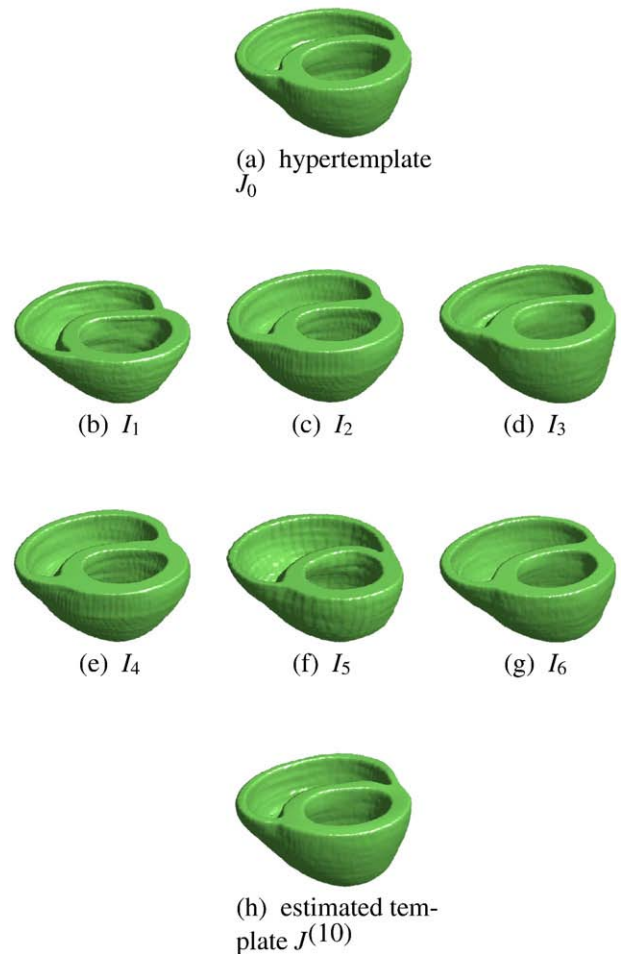 (a) hypertemplate
J₀
(b) I₁
(c) I₂
(d) I₃
(e) I₄
(f) I₅
(g) I₆
(h) estimated tem-
plate J⁽¹⁰⁾